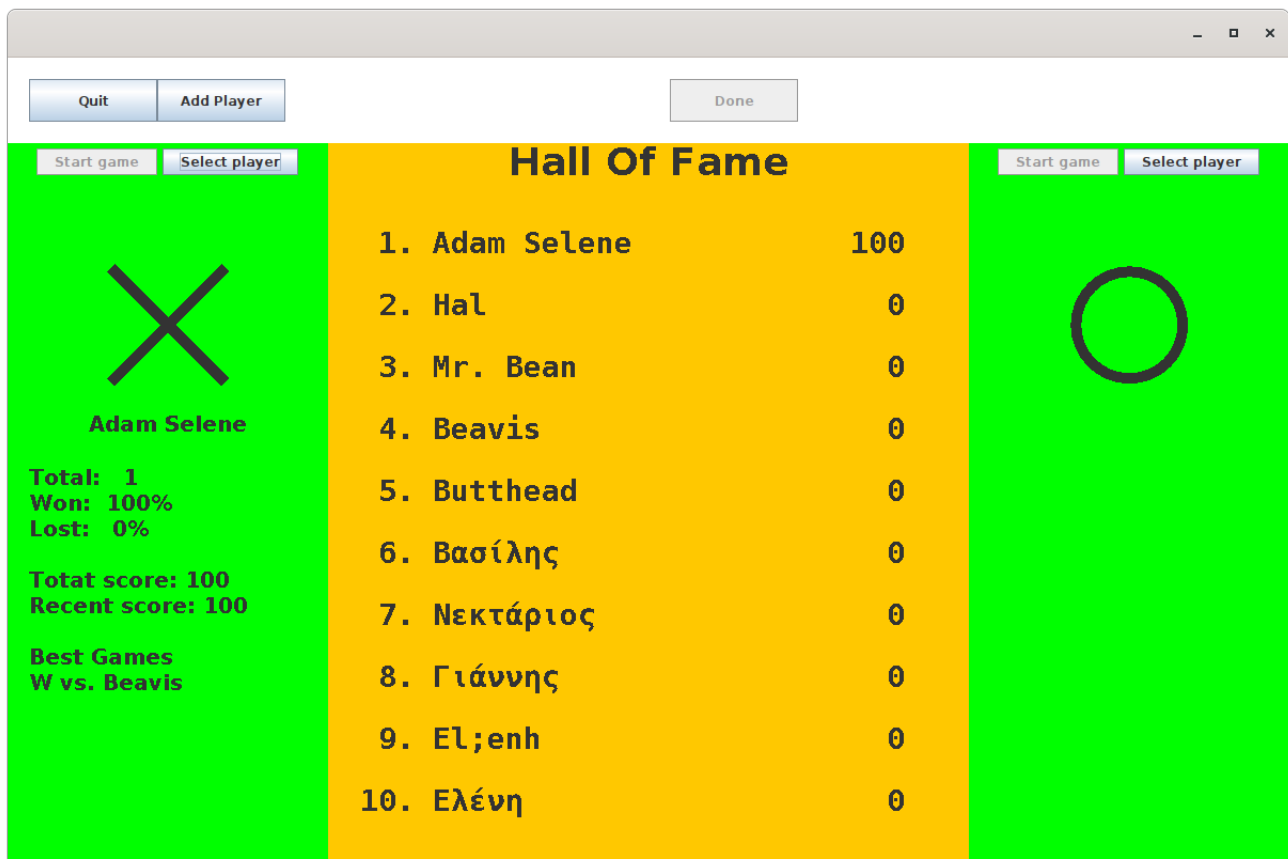 Quit Add Player Done
Start game Select player
Hall Of Fame
Start game Select player
1. Adam Selene 100
2. Hal 0
3. Mr. Bean 0
4. Beavis 0
5. Butthead 0
6. Βασίλης 0
7. Νεκτάριος 0
8. Γιάννης 0
9. El;enh 0
10. Ελένη 0
Adam Selene
Total: 1
Won: 100%
Lost: 0%
Totat score: 100
Recent score: 100
Best Games
W vs. Beavis